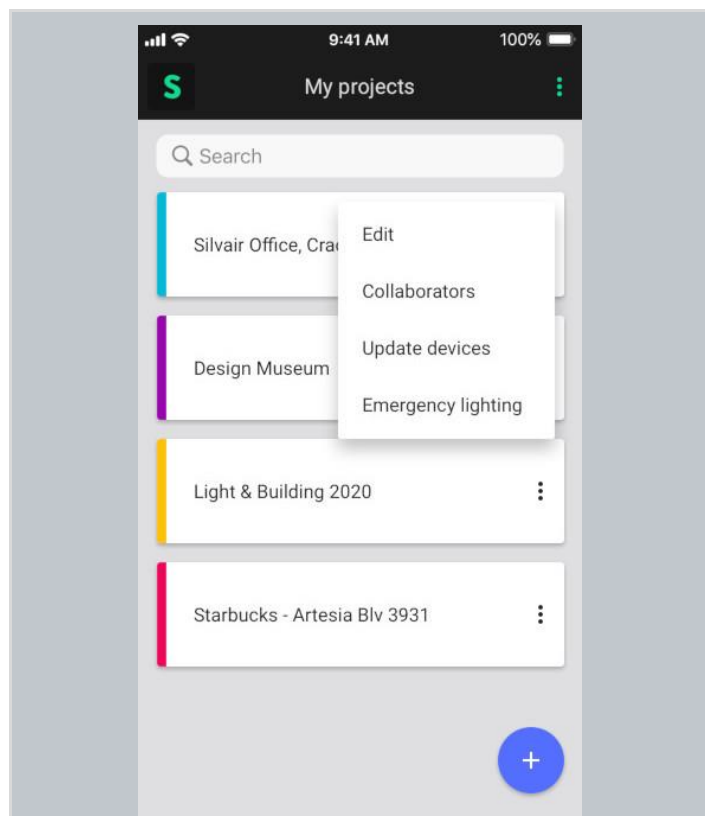 9:41 AM
100%
S
My projects
Search
Silvair Office,
Edit
Collaborators
Design Museum
Update devices
Emergency lighting
Light & Building 2020
Starbucks - Artesia Blv 3931
+